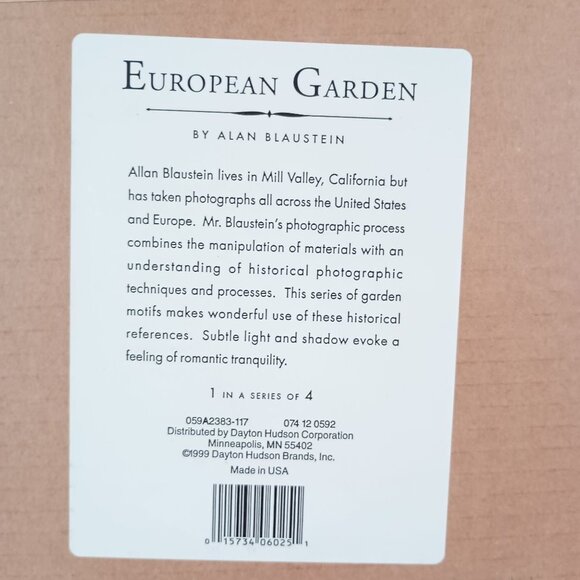 EUROPEAN GARDEN
BY ALAN BLAUSTEIN
Allan Blaustein lives in Mill Valley, California but
has taken photographs all across the United States
and Europe. Mr. Blaustein's photographic process
combines the manipulation of materials with an
understanding of historical photographic
techniques and processes. This series of garden
motifs makes wonderful use of these historical
references. Subtle light and shadow evoke a
feeling of romantic tranquility.
1 IN A SERIES OF 4
059A2383-117 074 12 0592
Distributed by Dayton Hudson Corporation
Minneapolis, MN 55402
©1999 Dayton Hudson Brands, Inc.
Made in USA
0 15734 06025 1